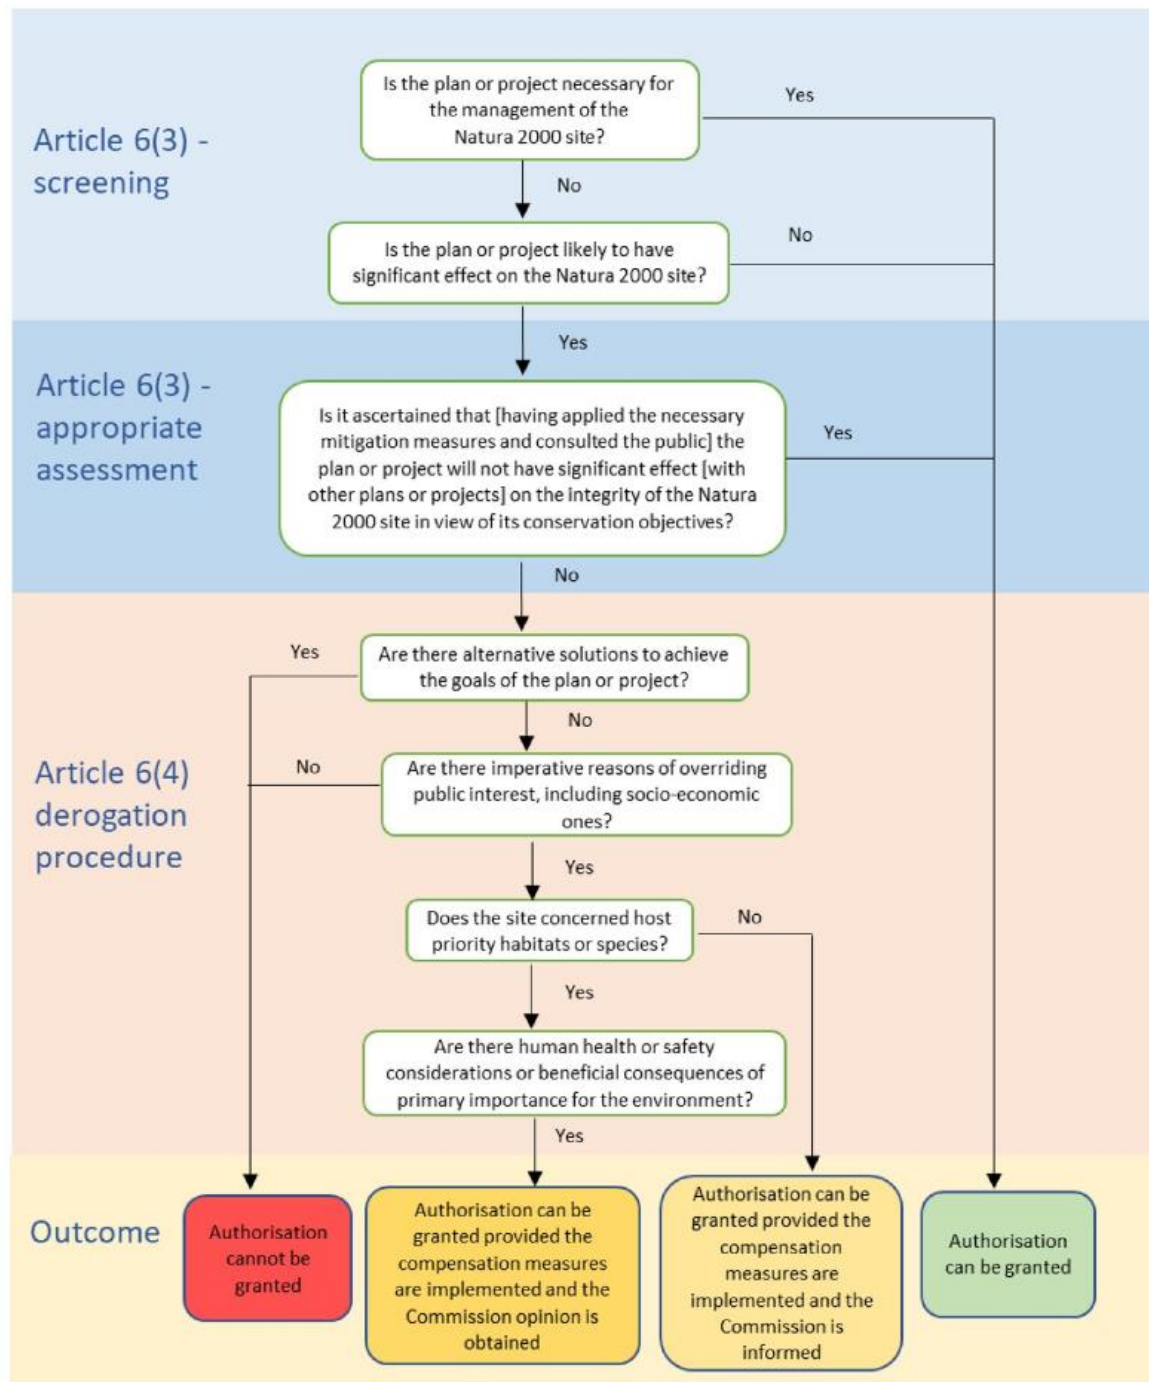 Article 6(3) -
screening
Is the plan or project necessary for
the management of the
Natura 2000 site?
Yes
No
Is the plan or project likely to have
significant effect on the Natura 2000 site?
No
Yes
Article 6(3) -
appropriate
assessment
Is it ascertained that [having applied the necessary
mitigation measures and consulted the public] the
plan or project will not have significant effect [with
other plans or projects] on the integrity of the Natura
2000 site in view of its conservation objectives?
Yes
No
Article 6(4)
derogation
procedure
Yes
Are there alternative solutions to achieve
the goals of the plan or project?
No
No
Are there imperative reasons of overriding
public interest, including socio-economic
ones?
Yes
Does the site concerned host
priority habitats or species?
No
Yes
Are there human health or safety
considerations or beneficial consequences of
primary importance for the environment?
Yes
Outcome
Authorisation
cannot be
granted
Authorisation can be
granted provided the
compensation measures
are implemented and the
Commission opinion is
obtained
Authorisation can be
granted provided the
compensation
measures are
implemented and the
Commission is
informed
Authorisation
can be granted